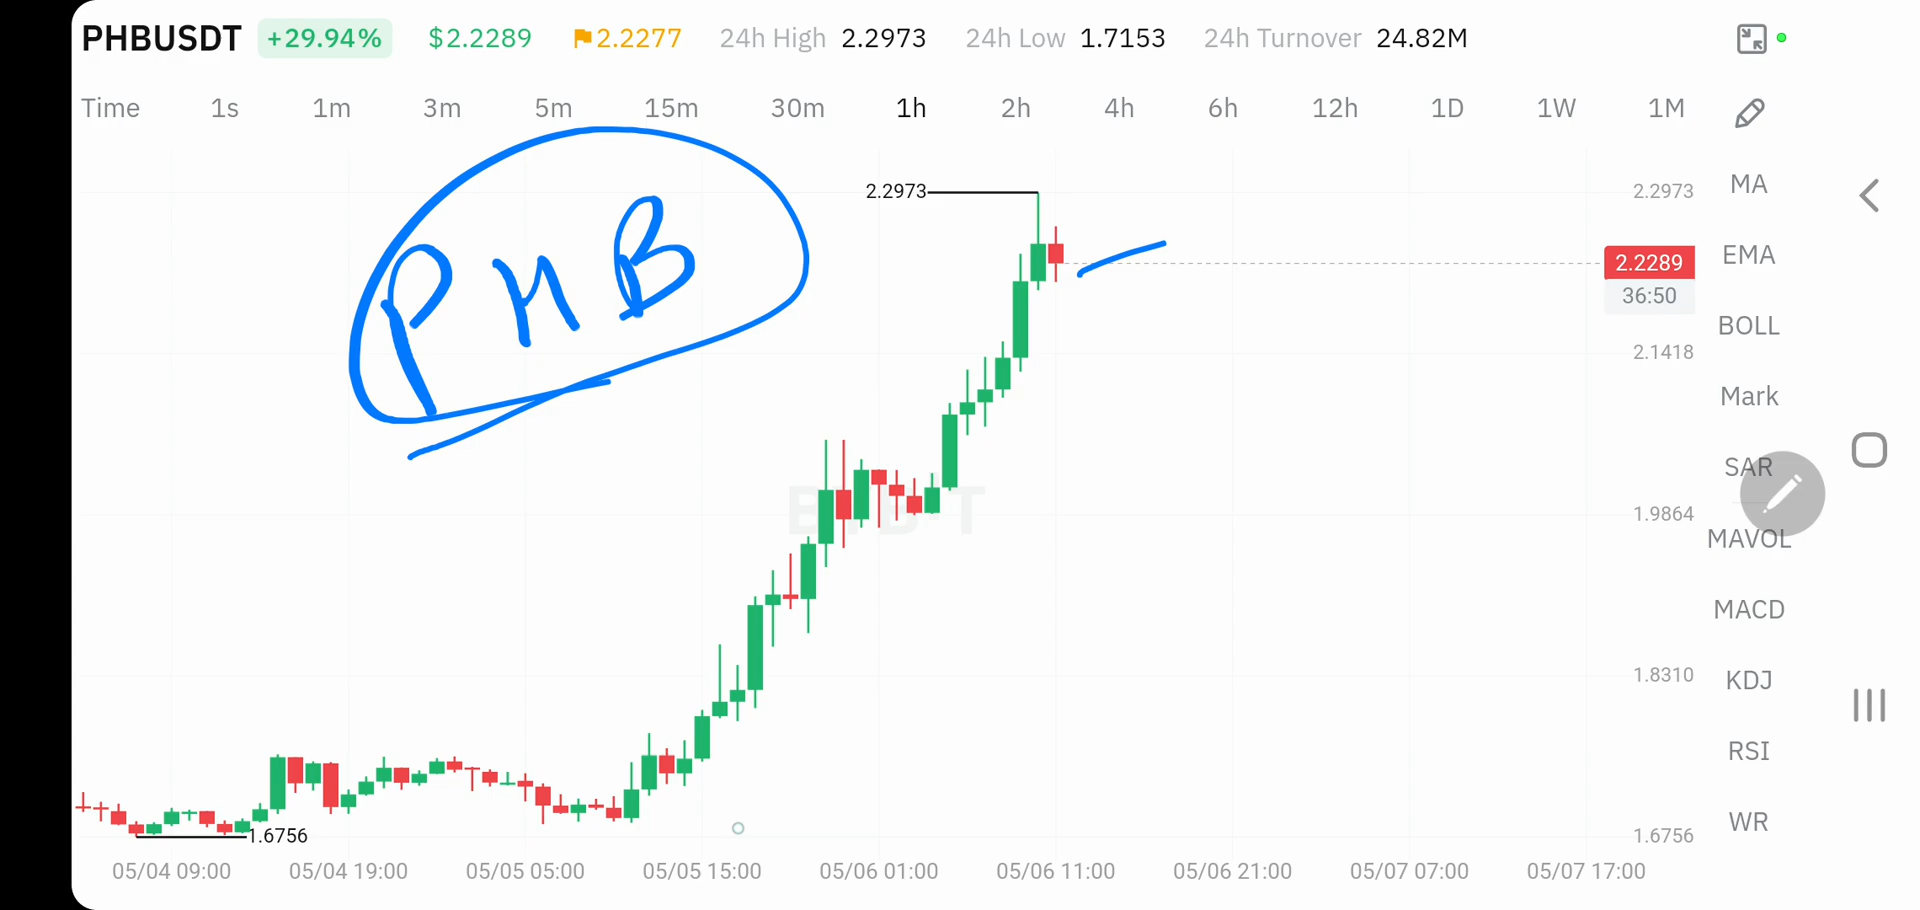 PHBUSDT +29.94% $2.2289 2.2277 24h High 2.2973 24h Low 1.7153 24h Turnover 24.82M
Time 1s 1m 3m 5m 15m 30m 1h 2h 4h 6h 12h 1D 1W 1M
PHB
2.2973
2.2973
2.2289
36:50
2.1418
1.9864
1.8310
1.6756
1.6756
MA
EMA
BOLL
Mark
SAR
MAVOL
MACD
KDJ
RSI
WR
05/04 09:00 05/04 19:00 05/05 05:00 05/05 15:00 05/06 01:00 05/06 11:00 05/06 21:00 05/07 07:00 05/07 17:00